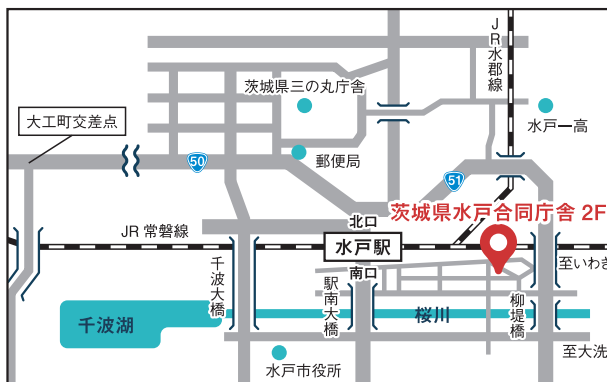 JR水郡線
茨城県三の丸庁舎
大工町交差点
水戸一高
50
郵便局
51
茨城県水戸合同庁舎 2F
北口
JR 常磐線
水戸駅
至いわき
南口
千波大橋
駅南大橋
柳堤橋
千波湖
桜川
至大洗
水戸市役所